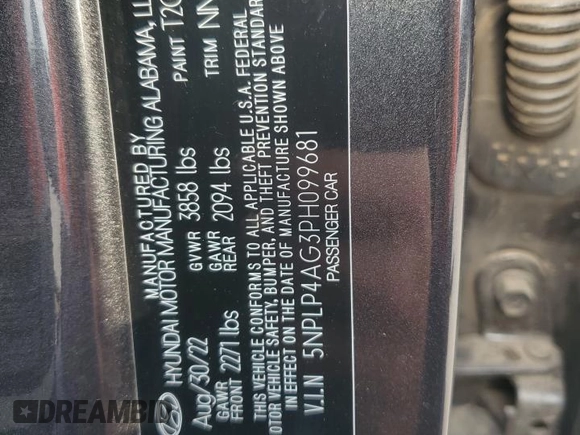 MANUFACTURED BY
HYUNDAI MOTOR MANUFACTURING ALABAMA, LL
Aug/30/22 GVWR 3858 lbs PAINT T2
GAWR FRONT 2271 lbs GAWR REAR 2094 lbs TRIM NN
THIS VEHICLE CONFORMS TO ALL APPLICABLE U.S.A. FEDERAL
MOTOR VEHICLE SAFETY, BUMPER, AND THEFT PREVENTION STANDAR
IN EFFECT ON THE DATE OF MANUFACTURE SHOWN ABOVE
V.I.N 5NPLP4AG3PH099681
PASSENGER CAR
DREAMBID